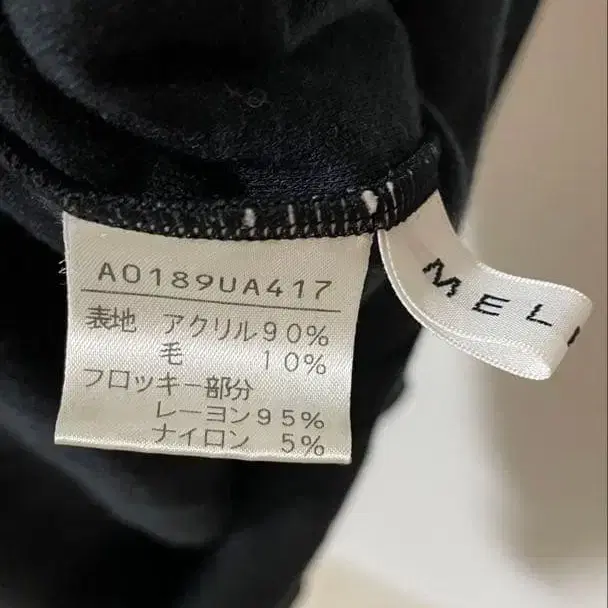 A0189UA417
表地 アクリル90%
毛 10%
フロッキー部分
レーヨン95%
ナイロン 5%
MEL